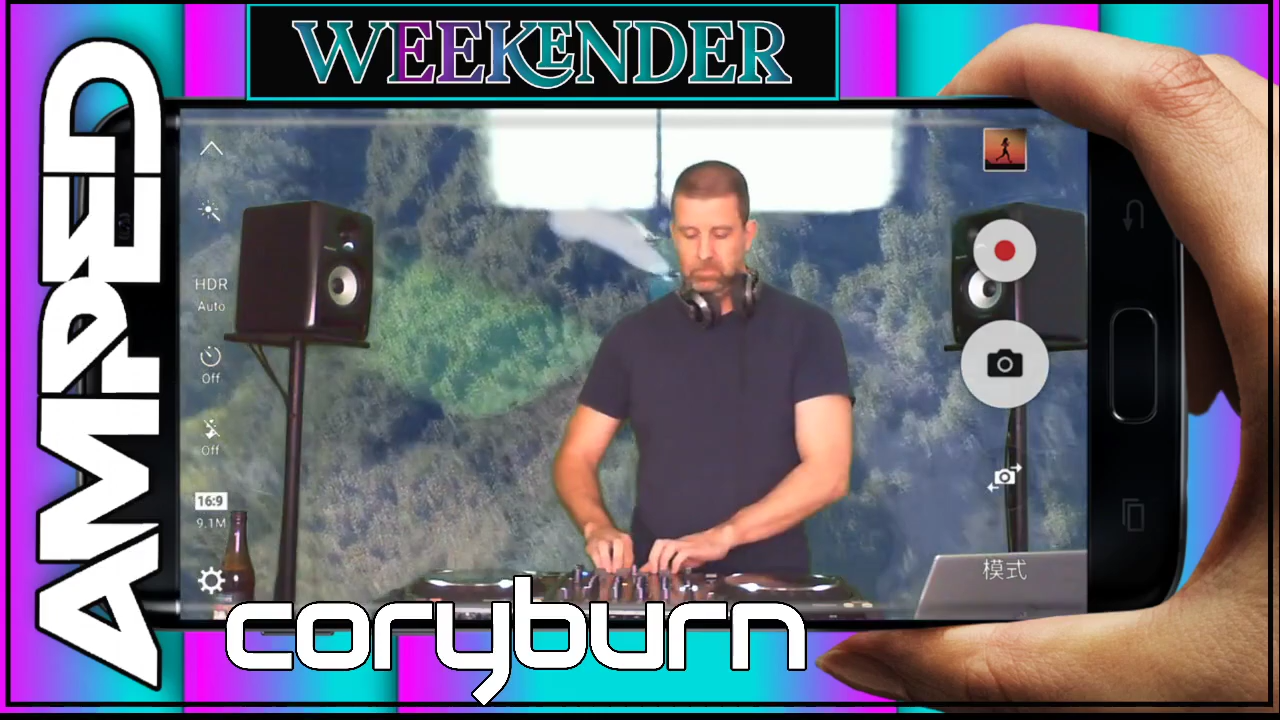 WEEKENDER
AMPED
HDR
Auto
Off
Off
16:9
9.1M
模式
coryburn